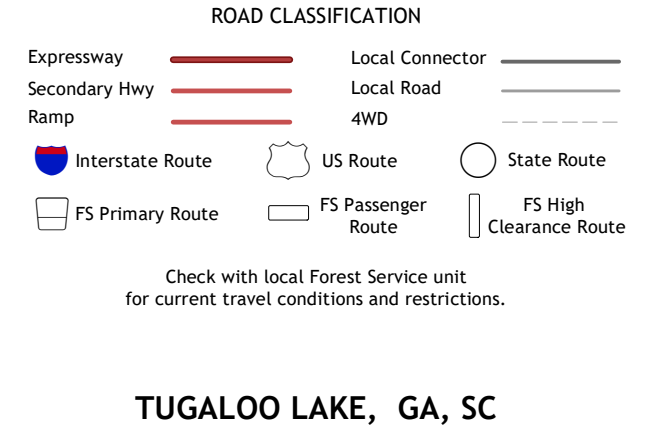 ROAD CLASSIFICATION
Expressway
Local Connector
Secondary Hwy
Local Road
Ramp
4WD
Interstate Route
US Route
State Route
FS Primary Route
FS Passenger
Route
FS High
Clearance Route
Check with local Forest Service unit
for current travel conditions and restrictions.
TUGALOO LAKE, GA, SC